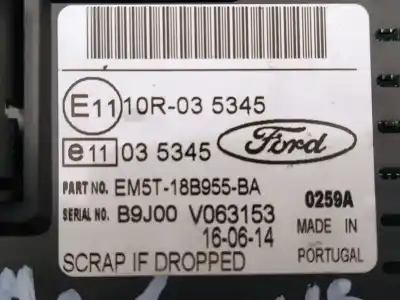 E11 10R-03 5345
e11 03 5345
Ford
PART NO. EM5T-18B955-BA
0259A
SERIAL NO. B9J00 V063153
MADE IN
16-06-14
PORTUGAL
SCRAP IF DROPPED